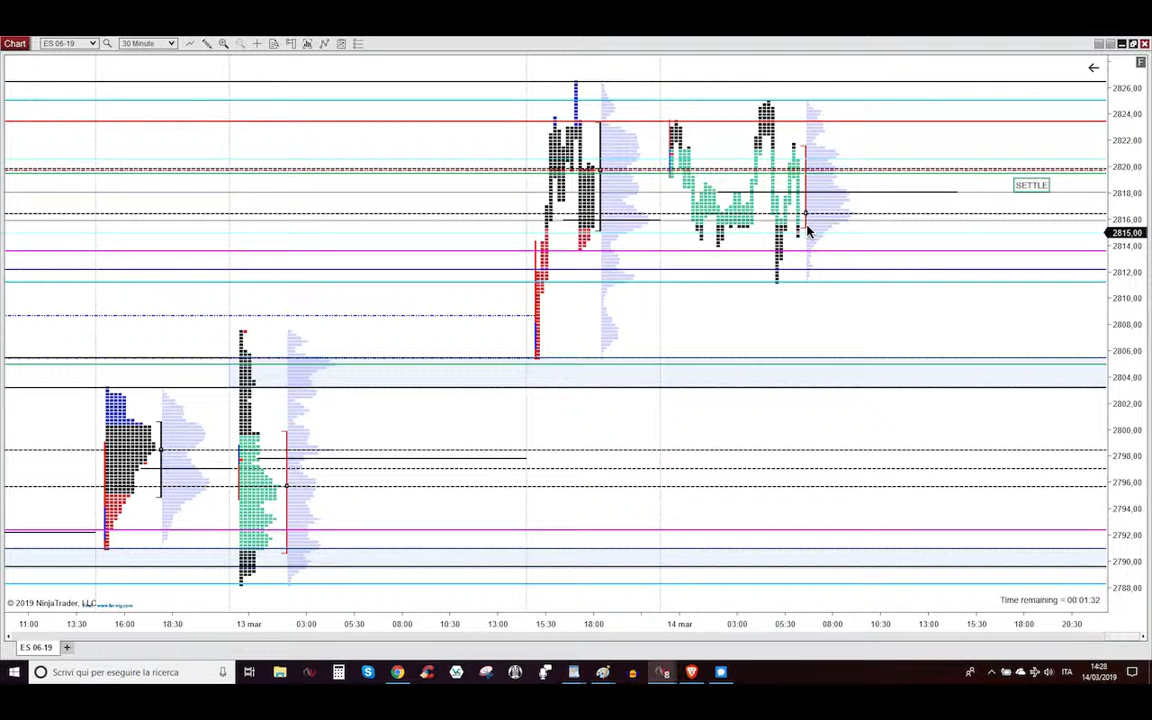 Chart ES 06-19 30 Minute
F
2826,00
2824,00
2822,00
2820,00
SETTLE
2818,00
2816,00
2815,00
2814,00
2812,00
2810,00
2808,00
2806,00
2804,00
2802,00
2800,00
2798,00
2796,00
2794,00
2792,00
2790,00
2788,00
© 2019 NinjaTrader, LLC
Time remaining = 00:01:32
11:00 13:30 16:00 18:30 13 mar 03:00 05:30 08:00 10:30 13:00 15:30 18:00 14 mar 03:00 05:30 08:00 10:30 13:00 15:30 18:00 20:30
ES 06-19
Scrivi qui per eseguire la ricerca
8
ITA
14:28
14/03/2019